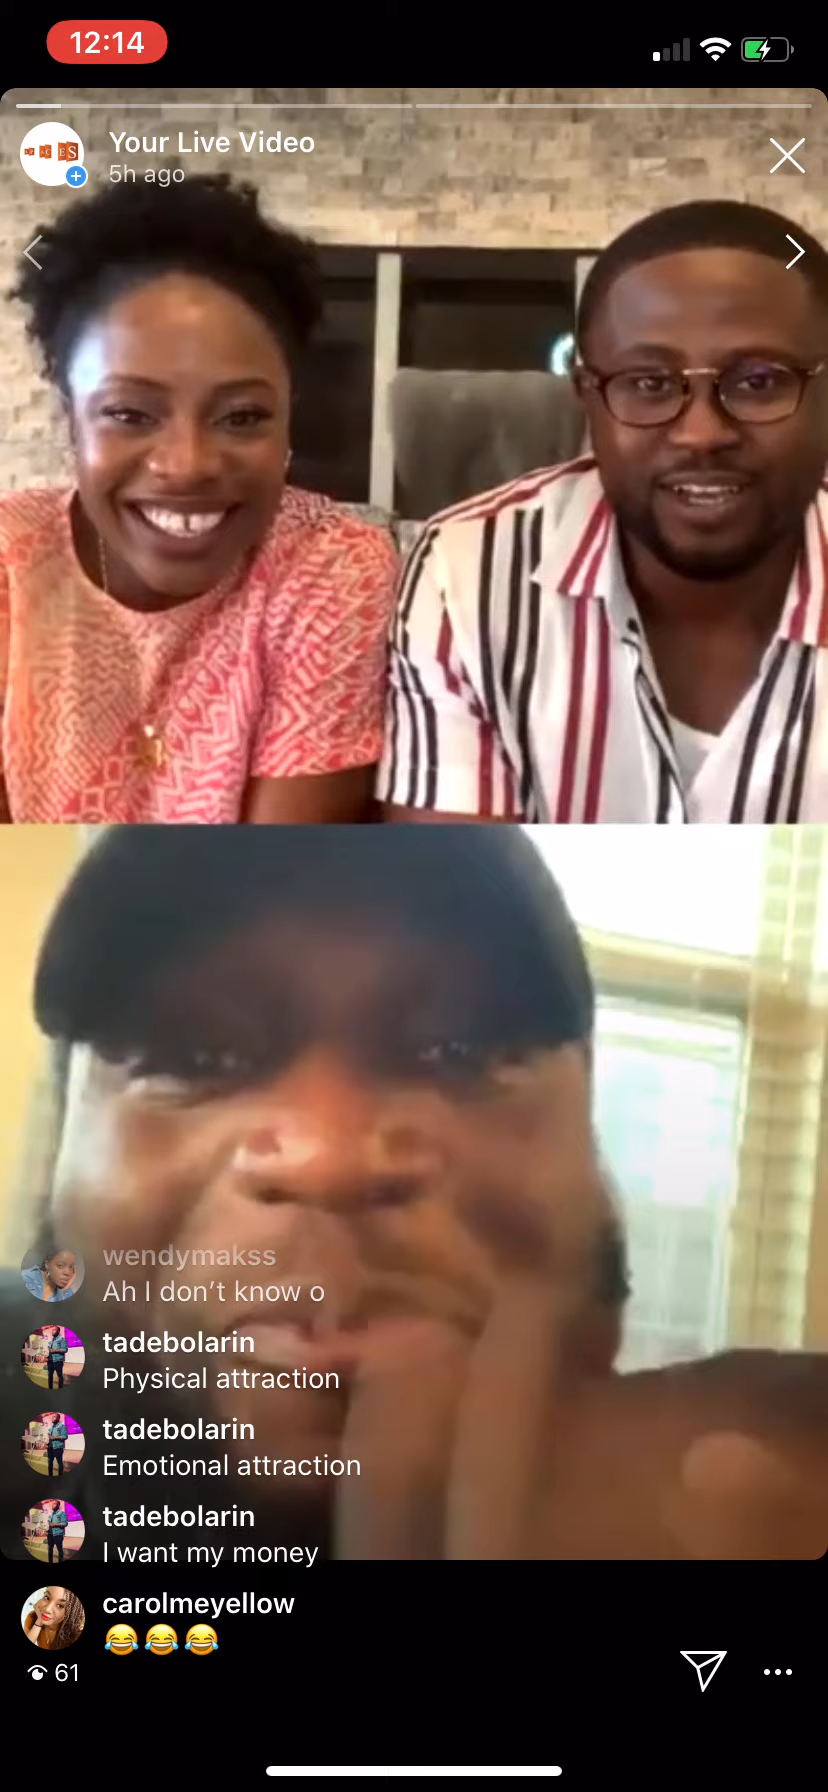 12:14
Your Live Video
5h ago
wendymakss
Ah I don't know o
tadebolarin
Physical attraction
tadebolarin
Emotional attraction
tadebolarin
I want my money
carolmeyellow
😂😂😂
61